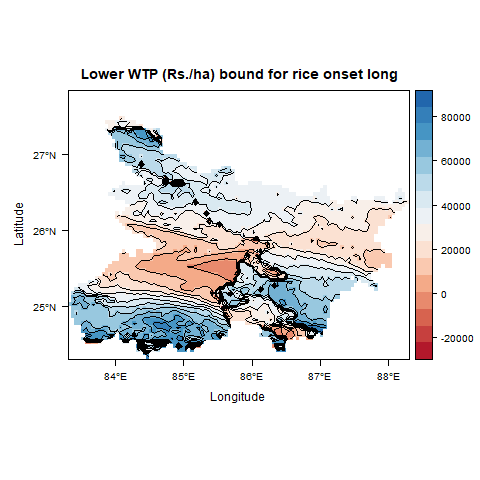 Lower WTP (Rs./ha) bound for rice onset long
80000
27°N
60000
40000
26°N
20000
0
25°N
-20000
84°E 85°E 86°E 87°E 88°E
Latitude
Longitude